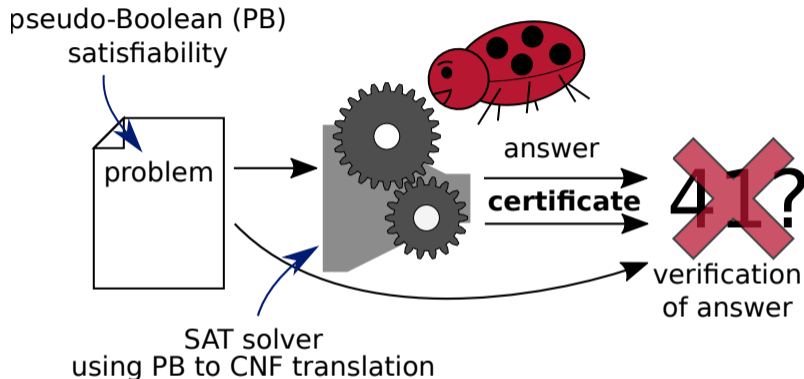 pseudo-Boolean (PB)
satisfiability
problem
answer
certificate
41?
verification
of answer
SAT solver
using PB to CNF translation